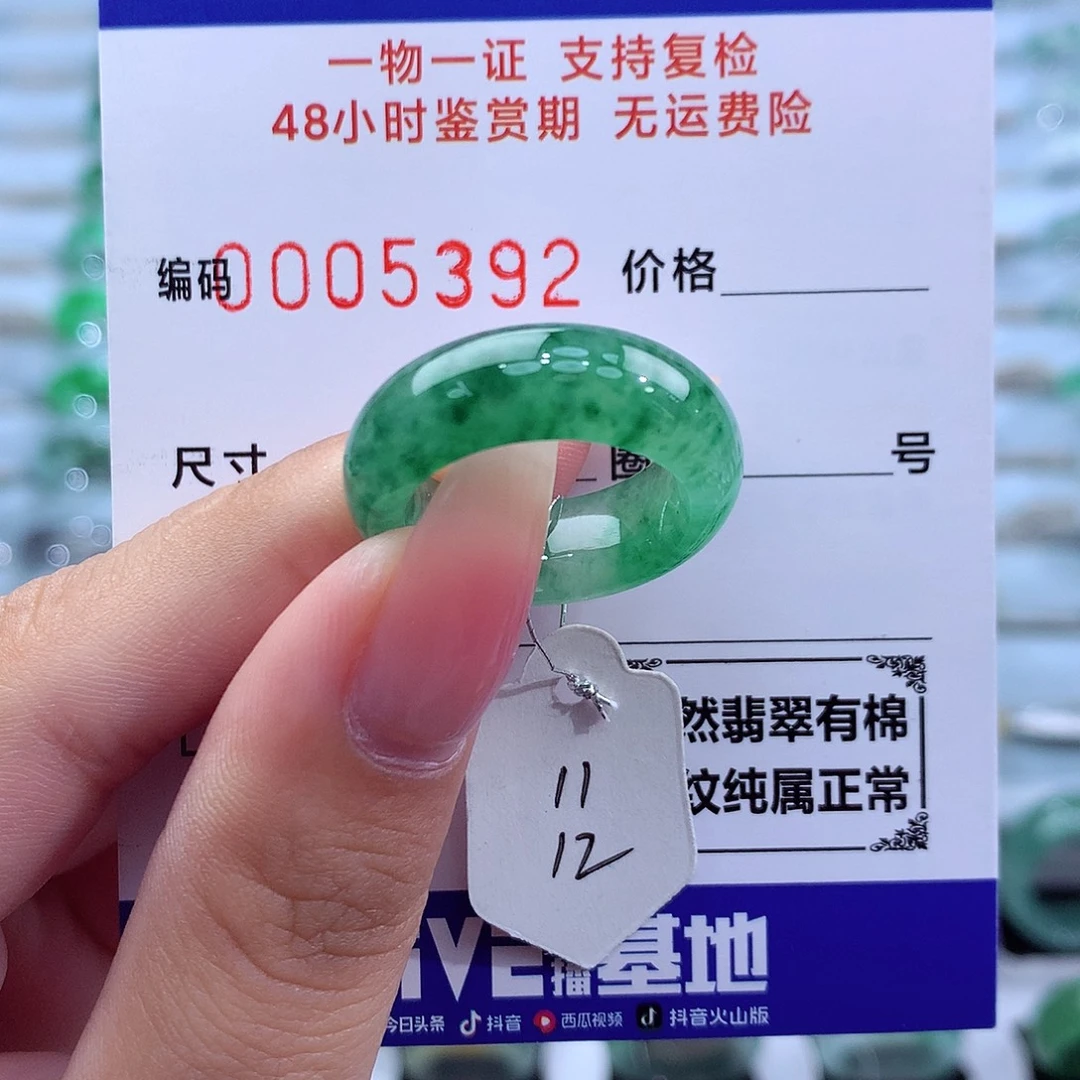 一物一证 支持复检
48小时鉴赏期 无运费险
编码0005392 价格
尺寸 圈 号
然翡翠有棉
纹纯属正常
11
12
播基地
今日头条 抖音 西瓜视频 抖音火山版